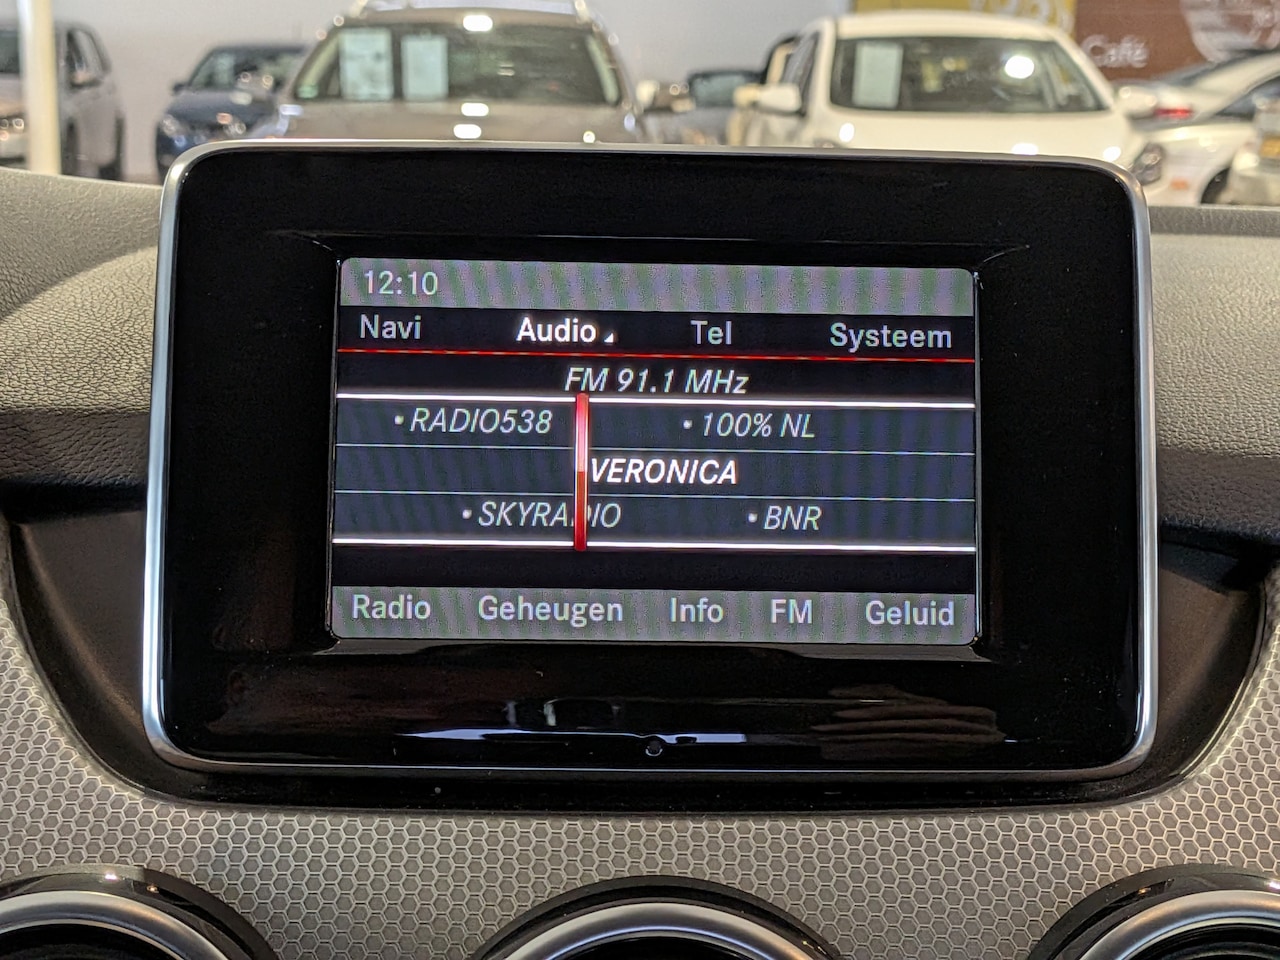 Café
12:10
Navi Audio Tel Systeem
FM 91.1 MHz
•RADIO538 •100% NL
VERONICA
•SKYRADIO •BNR
Radio Geheugen Info FM Geluid